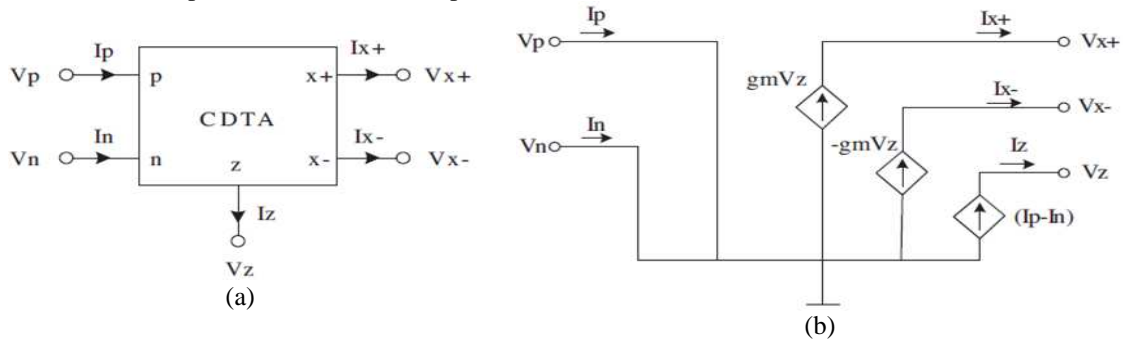 Ip
Ix+
Vp
p
x+
Vx+
CDTA
In
Ix-
Vn
n
x-
Vx-
z
Iz
Vz
(a)
Ip
Vp
Ix+
Vx+
gmVz
Ix-
Vx-
In
Vn
-gmVz
Iz
Vz
(Ip-In)
(b)